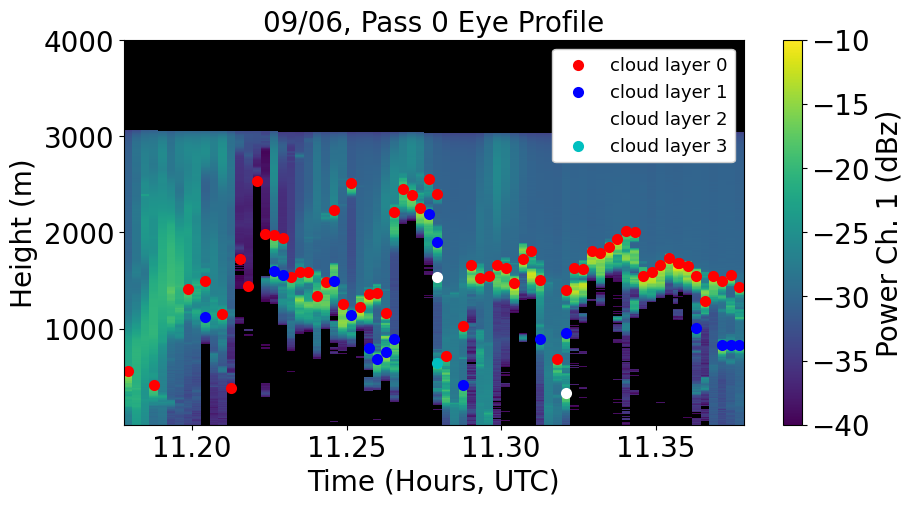 09/06, Pass 0 Eye Profile
4000
3000
2000
1000
Height (m)
cloud layer 0
cloud layer 1
cloud layer 2
cloud layer 3
11.20
11.25
11.30
11.35
Time (Hours, UTC)
−10
−15
−20
−25
−30
−35
−40
Power Ch. 1 (dBz)